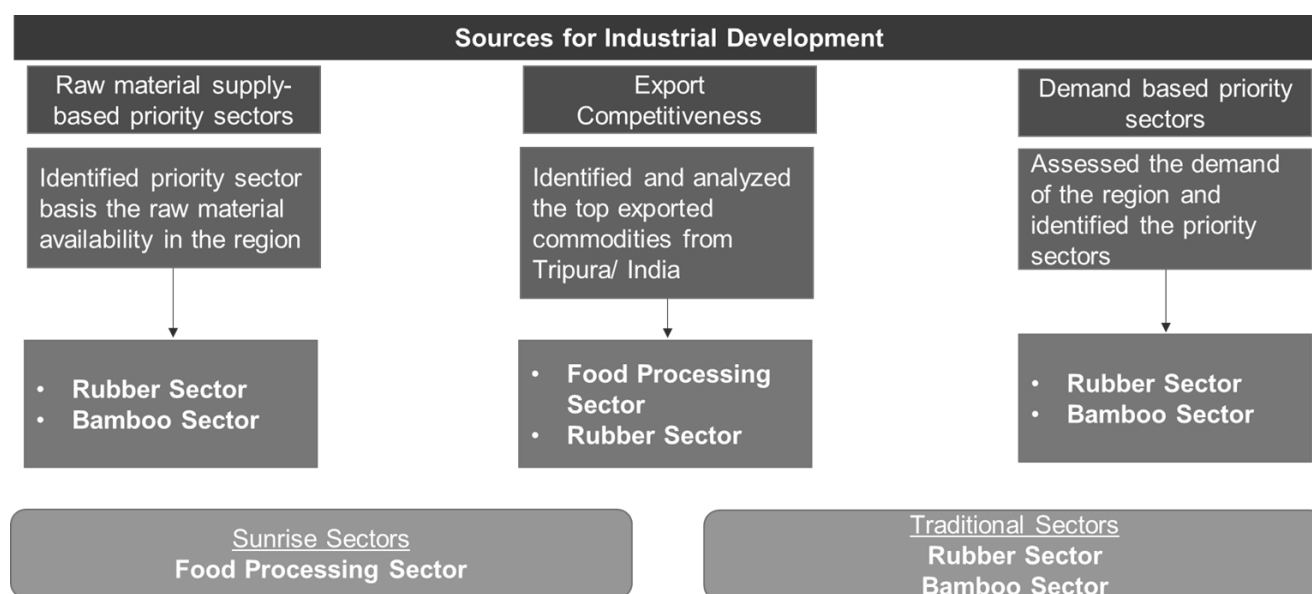 Sources for Industrial Development
Raw material supply-
based priority sectors
Identified priority sector
basis the raw material
availability in the region
• Rubber Sector
• Bamboo Sector
Export
Competitiveness
Identified and analyzed
the top exported
commodities from
Tripura/ India
• Food Processing
Sector
• Rubber Sector
Demand based priority
sectors
Assessed the demand
of the region and
identified the priority
sectors
• Rubber Sector
• Bamboo Sector
Sunrise Sectors
Food Processing Sector
Traditional Sectors
Rubber Sector
Bamboo Sector